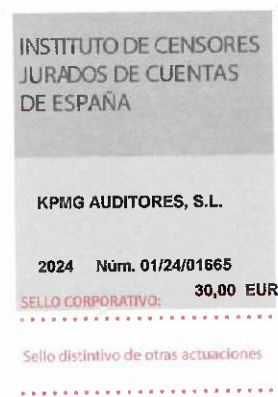 INSTITUTO DE CENSORES
JURADOS DE CUENTAS
DE ESPAÑA
KPMG AUDITORES, S.L.
2024 Núm. 01/24/01665
30,00 EUR
SELLO CORPORATIVO:
Sello distintivo de otras actuaciones